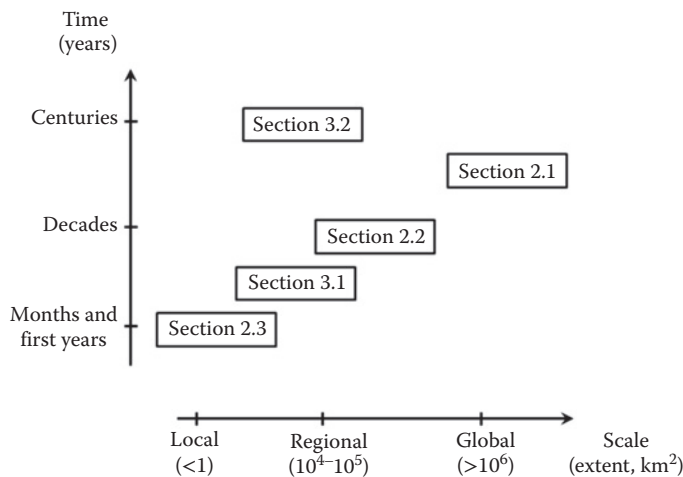 Time
(years)
Centuries
Section 3.2
Section 2.1
Decades
Section 2.2
Section 3.1
Months and
first years
Section 2.3
Local
(<1)
Regional
(10⁴–10⁵)
Global
(>10⁶)
Scale
(extent, km²)